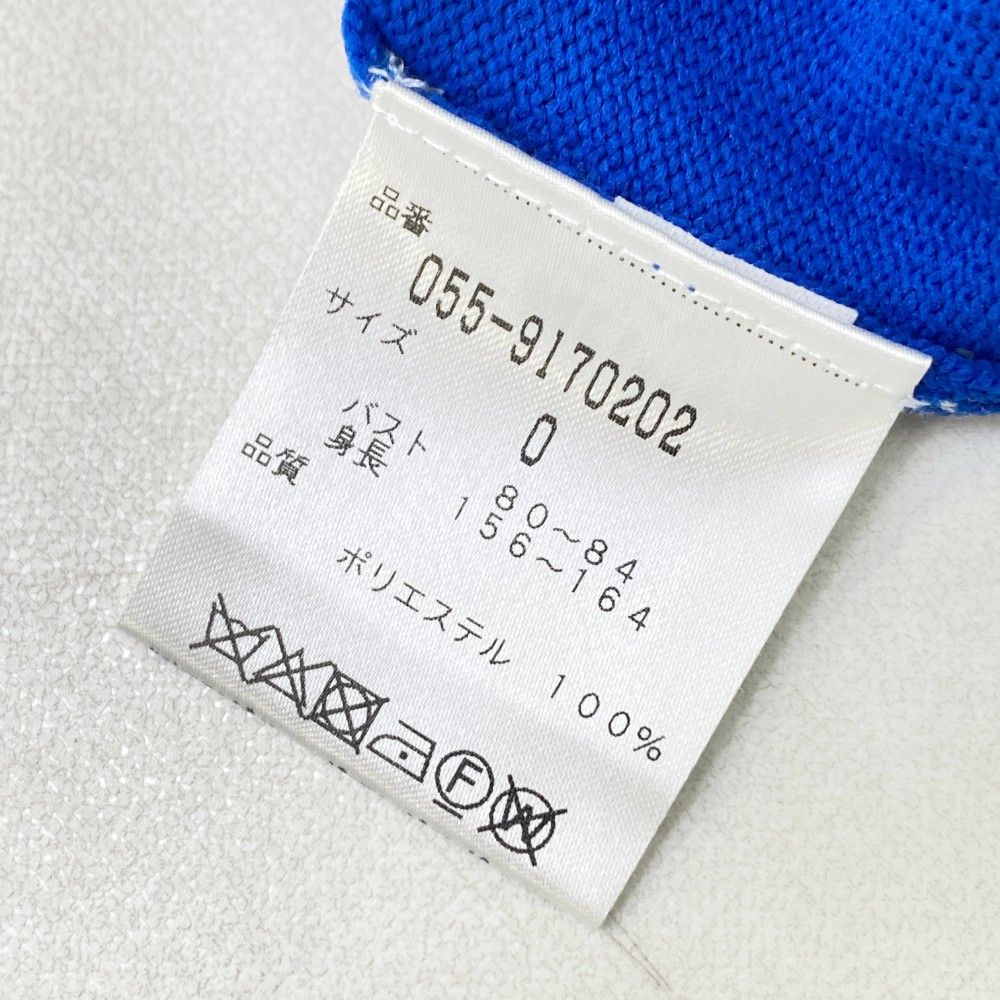 品番
055-9170202
サイズ
0
バスト 80～84
身長 156～164
品質
ポリエステル 100%
F
W